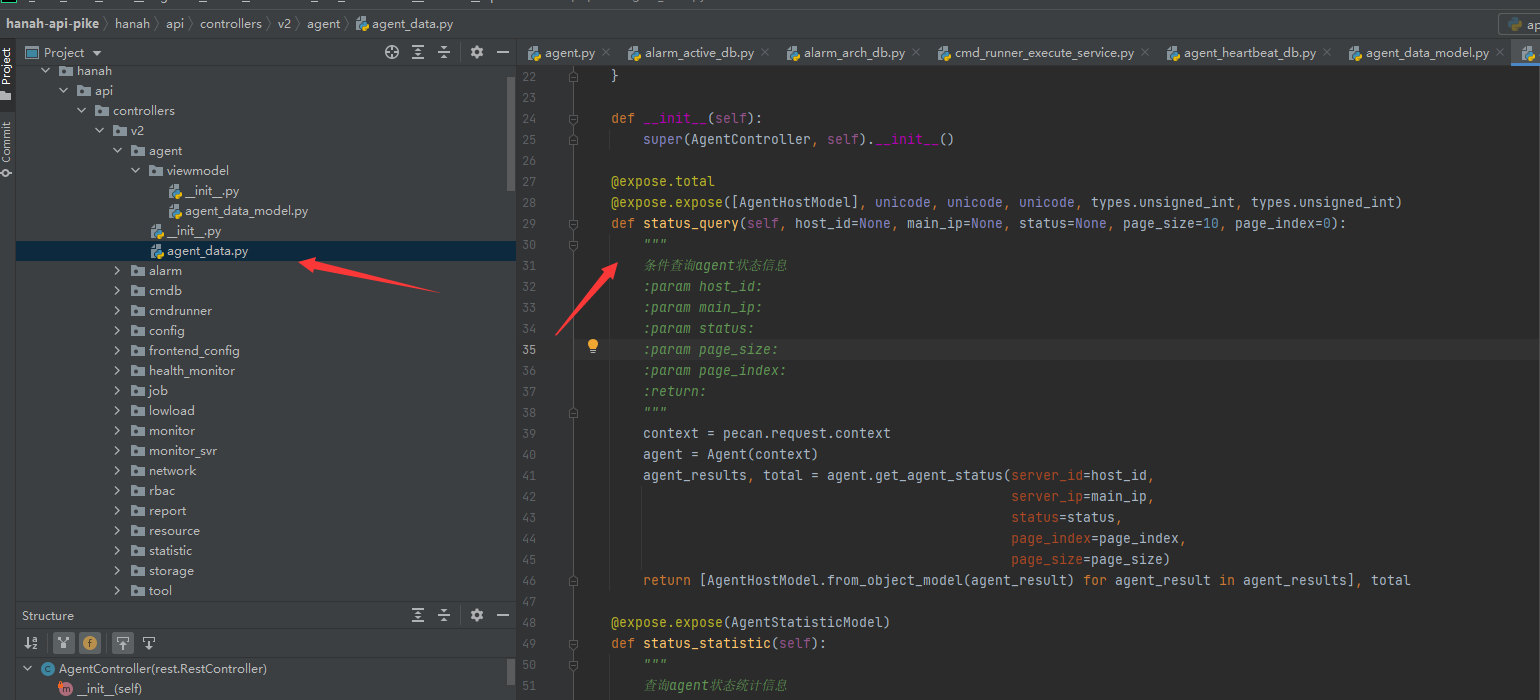 hanah-api-pike hanah api controllers v2 agent agent_data.py
Project
agent.py alarm_active_db.py alarm_arch_db.py cmd_runner_execute_service.py agent_heartbeat_db.py agent_data_model.py
Project
Commit
hanah
api
controllers
v2
agent
viewmodel
__init__.py
agent_data_model.py
__init__.py
agent_data.py
alarm
cmdb
cmdrunner
config
frontend_config
health_monitor
job
lowload
monitor
monitor_svr
network
rbac
report
resource
statistic
storage
tool
Structure
AgentController(rest.RestController)
__init__(self)
22 }
23
24 def __init__(self):
25 super(AgentController, self).__init__()
26
27 @expose.total
28 @expose.expose([AgentHostModel], unicode, unicode, unicode, types.unsigned_int, types.unsigned_int)
29 def status_query(self, host_id=None, main_ip=None, status=None, page_size=10, page_index=0):
30 """
31 条件查询agent状态信息
32 :param host_id:
33 :param main_ip:
34 :param status:
35 :param page_size:
36 :param page_index:
37 :return:
38 """
39 context = pecan.request.context
40 agent = Agent(context)
41 agent_results, total = agent.get_agent_status(server_id=host_id,
42 server_ip=main_ip,
43 status=status,
44 page_index=page_index,
45 page_size=page_size)
46 return [AgentHostModel.from_object_model(agent_result) for agent_result in agent_results], total
47
48 @expose.expose(AgentStatisticModel)
49 def status_statistic(self):
50 """
51 查询agent状态统计信息